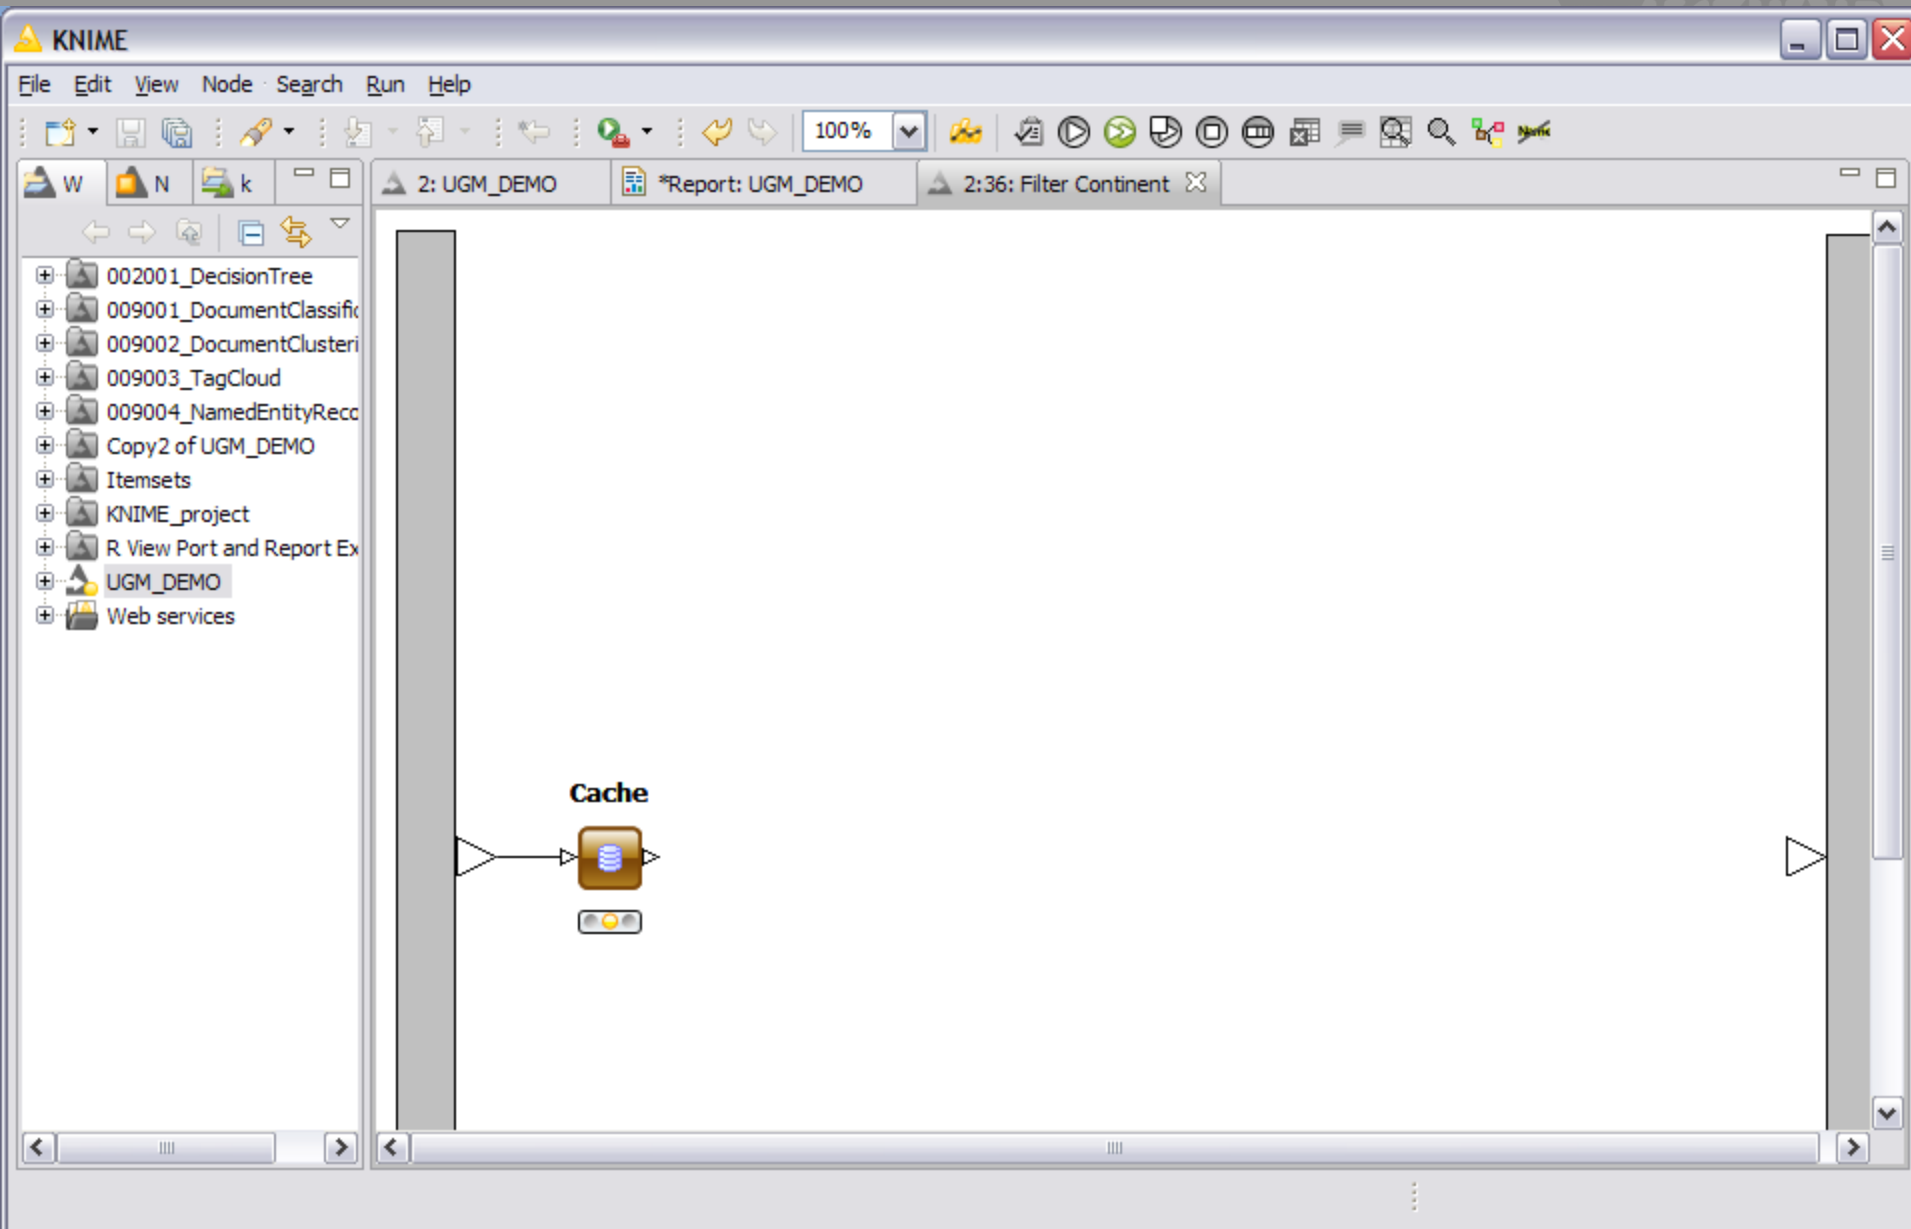 KNIME
File Edit View Node Search Run Help
100%
W N k
2: UGM_DEMO *Report: UGM_DEMO 2:36: Filter Continent
002001_DecisionTree
009001_DocumentClassific
009002_DocumentClusteri
009003_TagCloud
009004_NamedEntityReco
Copy2 of UGM_DEMO
Itemsets
KNIME_project
R View Port and Report Ex
UGM_DEMO
Web services
Cache